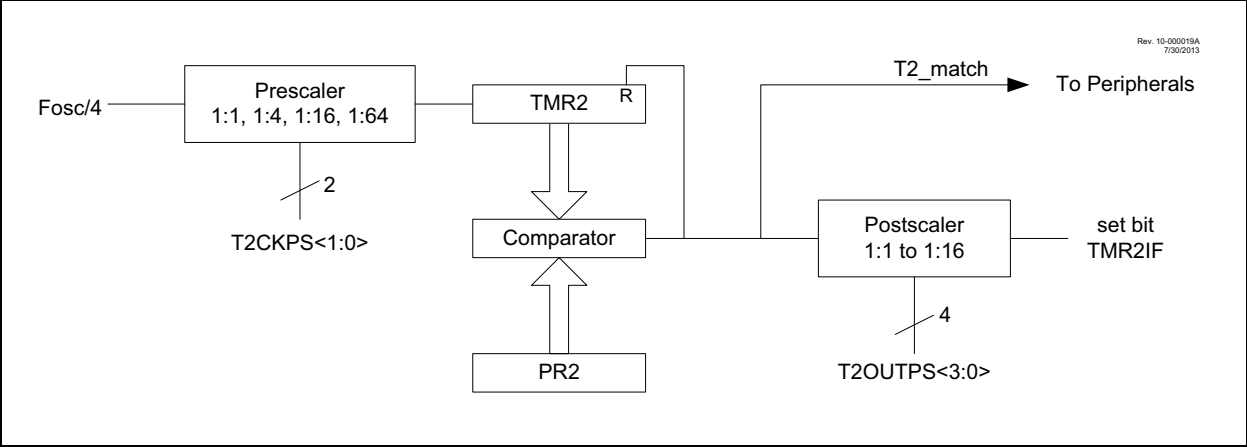 Rev. 10-000019A
7/30/2013
T2_match
To Peripherals
Fosc/4
Prescaler
1:1, 1:4, 1:16, 1:64
TMR2
R
2
T2CKPS<1:0>
Comparator
Postscaler
1:1 to 1:16
set bit
TMR2IF
4
T2OUTPS<3:0>
PR2